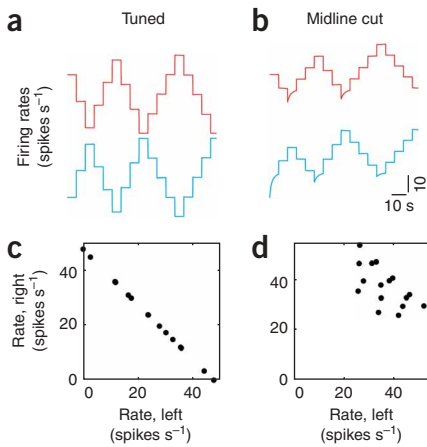 a Tuned b Midline cut
Firing rates
(spikes s⁻¹)
10
10 s
c d
Rate, right
(spikes s⁻¹)
40
20
0
40
20
0
0 20 40
0 20 40
Rate, left
(spikes s⁻¹)
Rate, left
(spikes s⁻¹)